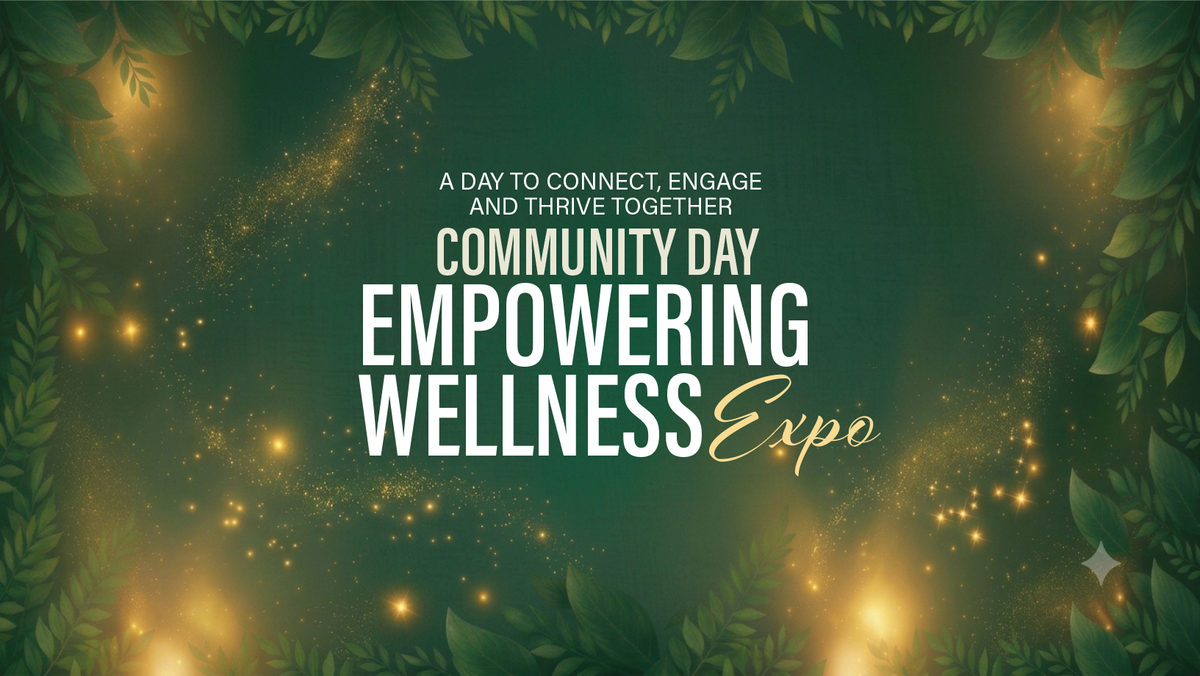 A DAY TO CONNECT, ENGAGE
AND THRIVE TOGETHER
COMMUNITY DAY
EMPOWERING
WELLNESS Expo